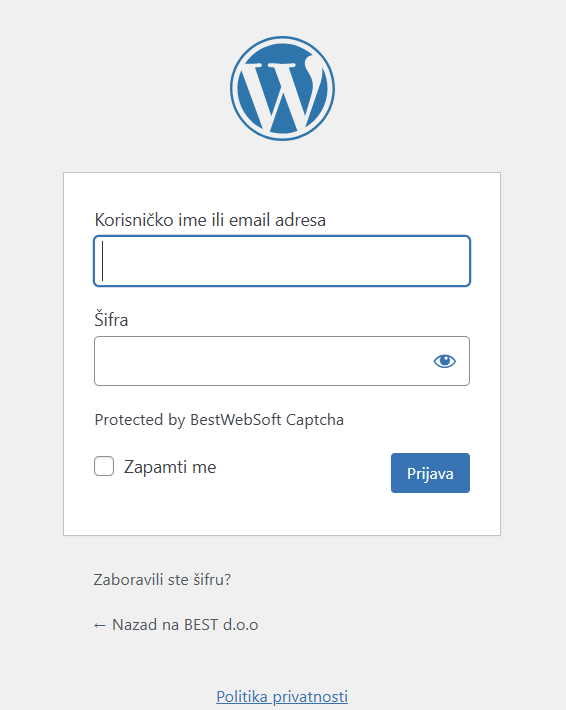 Korisničko ime ili email adresa
Šifra
Protected by BestWebSoft Captcha
Zapamti me
Prijava
Zaboravili ste šifru?
← Nazad na BEST d.o.o
Politika privatnosti